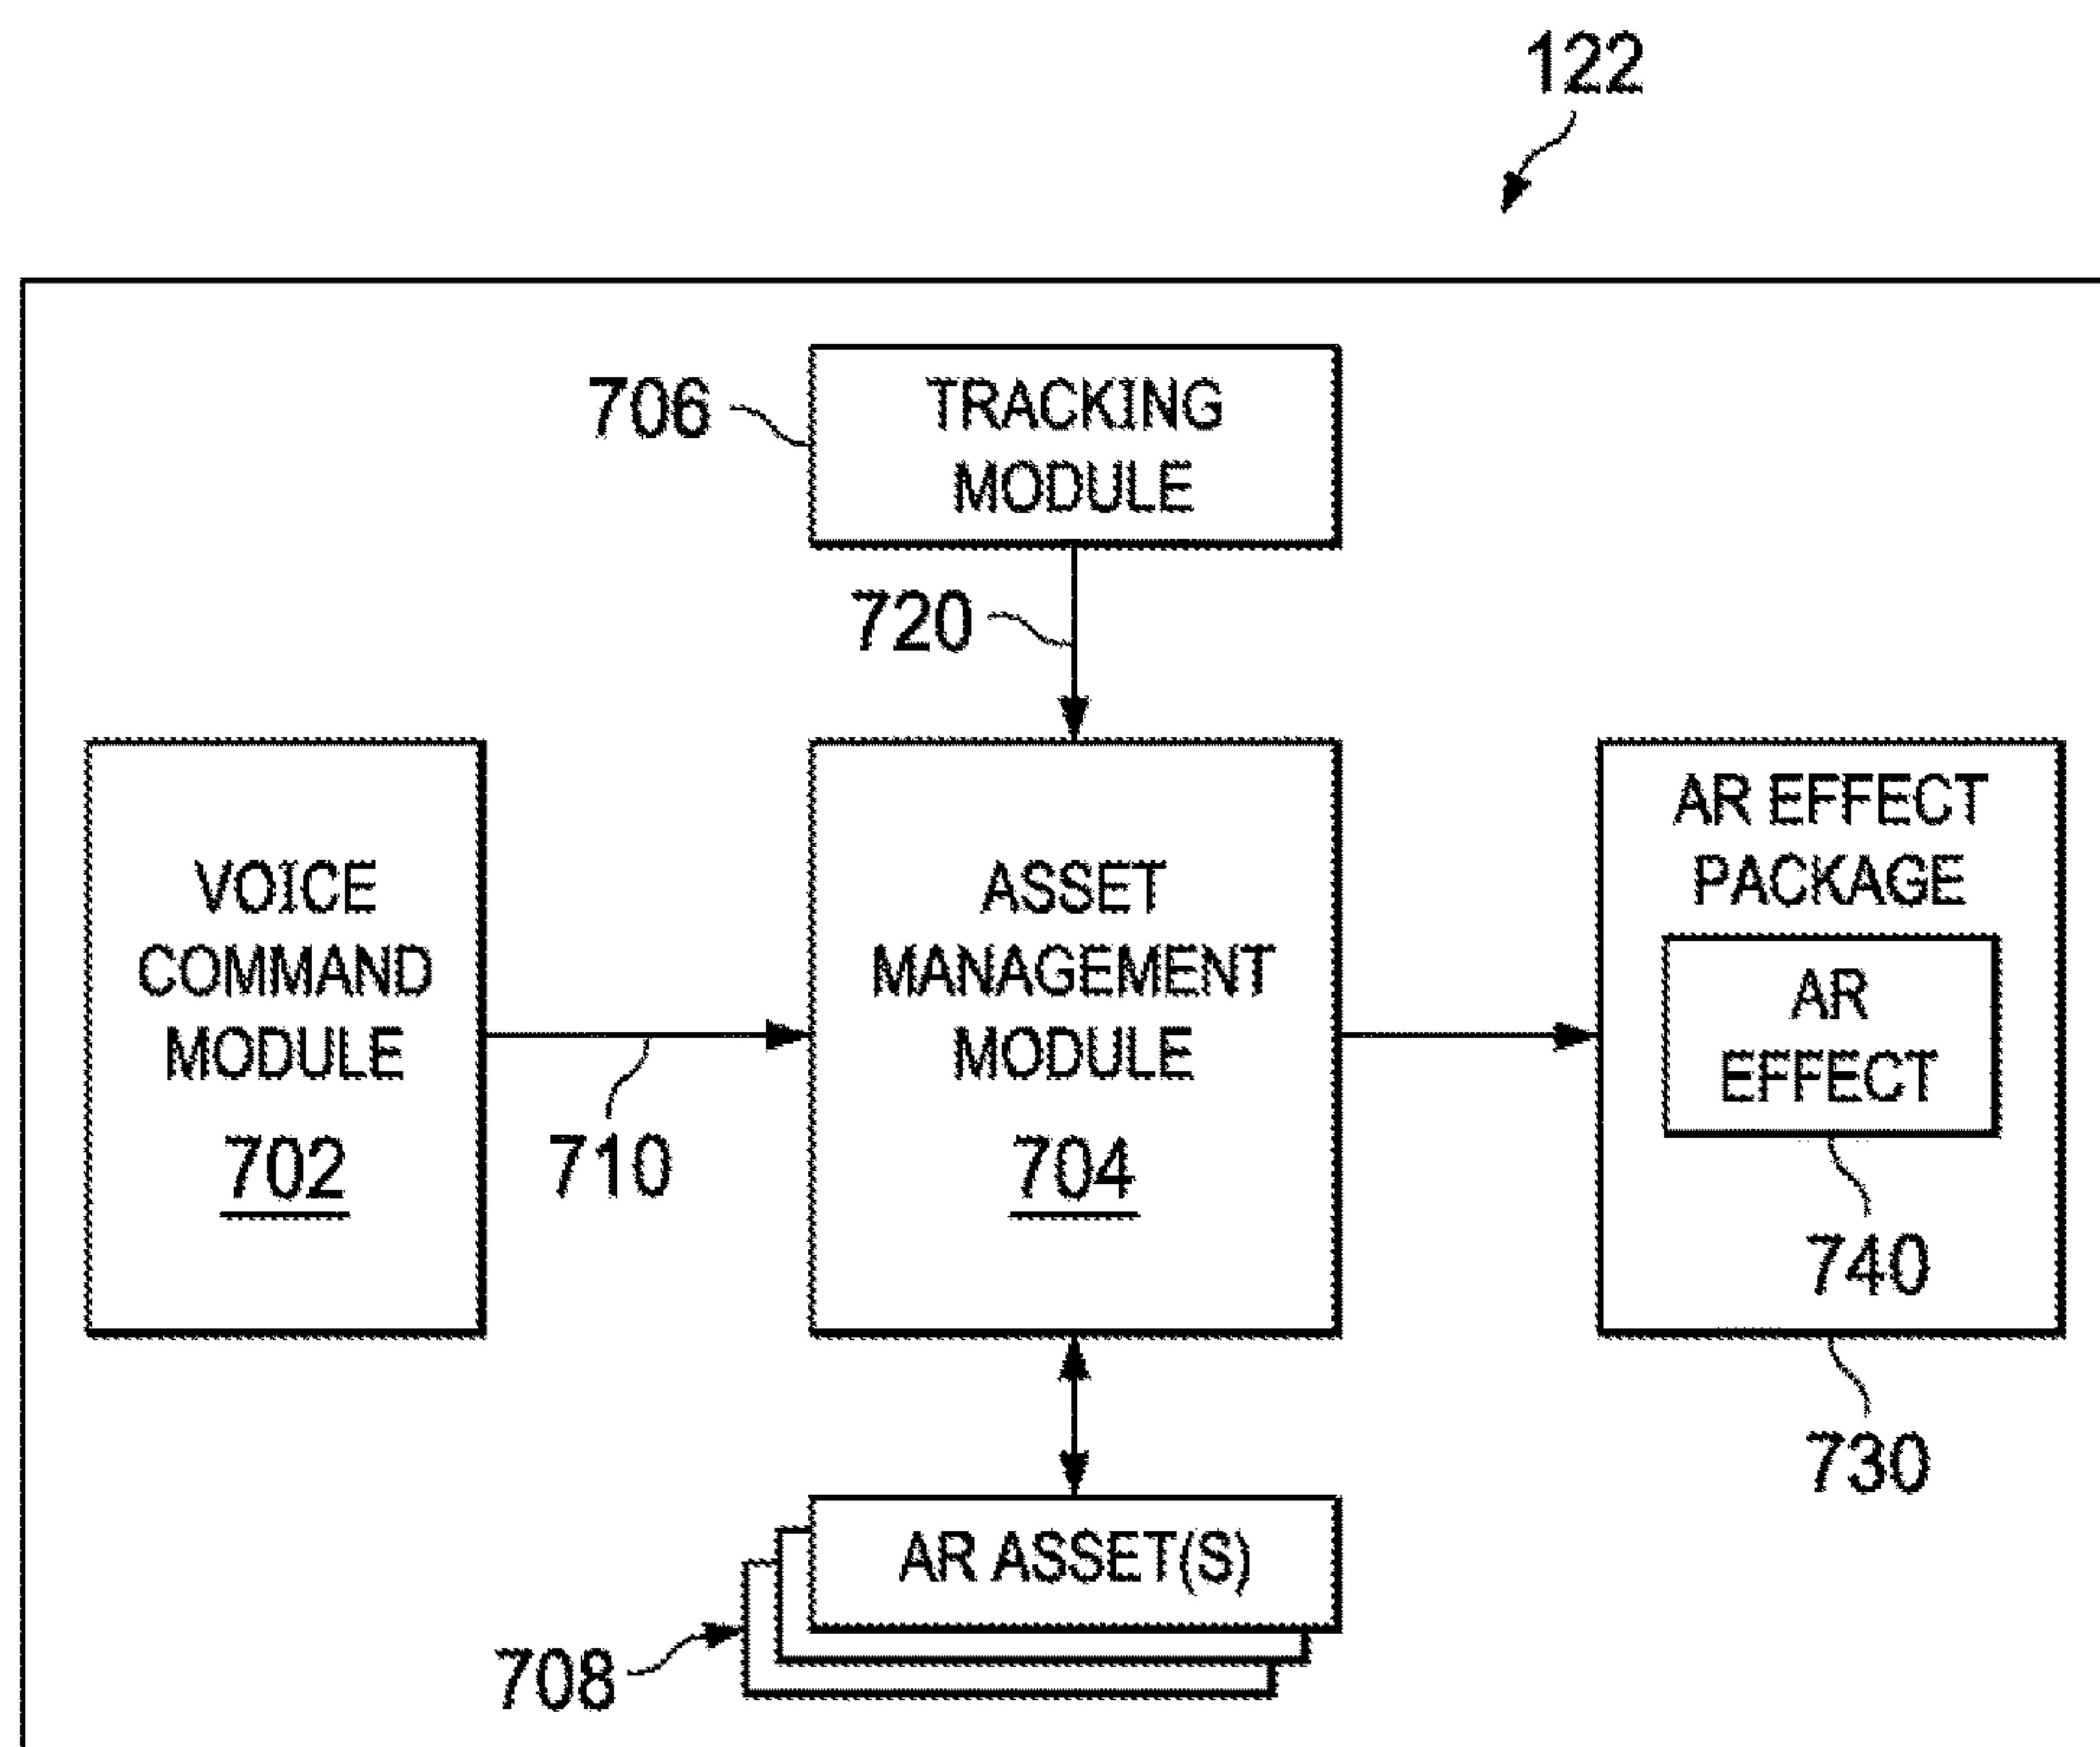 122
706
TRACKING
MODULE
720
VOICE
COMMAND
MODULE
702
710
ASSET
MANAGEMENT
MODULE
704
AR EFFECT
PACKAGE
AR
EFFECT
740
730
AR ASSET(S)
708